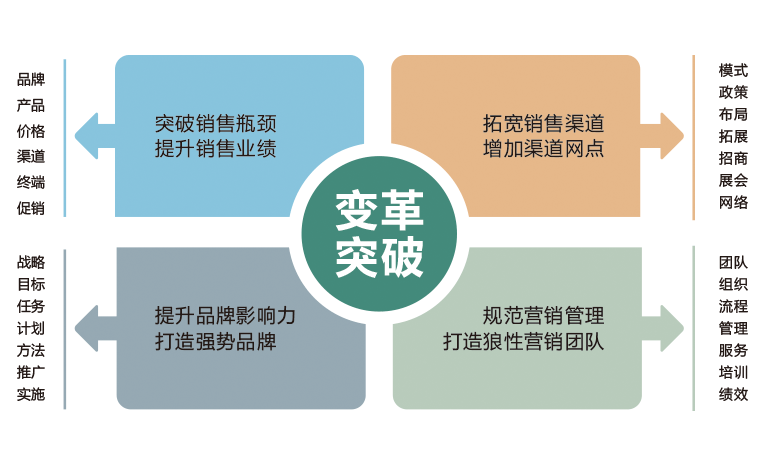 品牌
产品
价格
渠道
终端
促销
突破销售瓶颈
提升销售业绩
拓宽销售渠道
增加渠道网点
模式
政策
布局
拓展
招商
展会
网络
变革
突破
战略
目标
任务
计划
方法
推广
实施
提升品牌影响力
打造强势品牌
规范营销管理
打造狼性营销团队
团队
组织
流程
管理
服务
培训
绩效